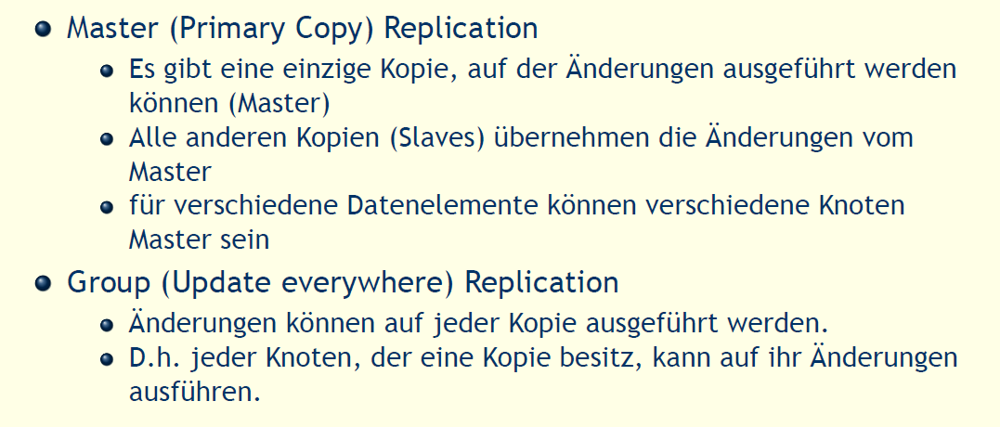 Master (Primary Copy) Replication
Es gibt eine einzige Kopie, auf der Änderungen ausgeführt werden
können (Master)
Alle anderen Kopien (Slaves) übernehmen die Änderungen vom
Master
für verschiedene Datenelemente können verschiedene Knoten
Master sein
Group (Update everywhere) Replication
Änderungen können auf jeder Kopie ausgeführt werden.
D.h. jeder Knoten, der eine Kopie besitz, kann auf ihr Änderungen
ausführen.